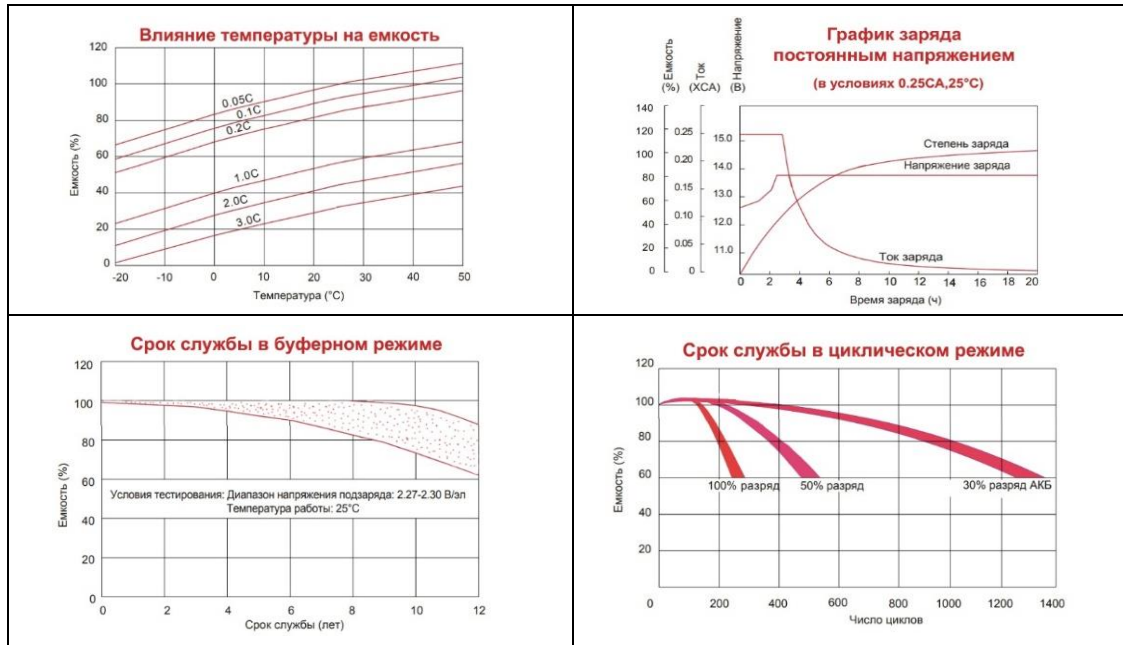 Влияние температуры на емкость
120
100
80
60
40
20
0
Емкость (%)
0.05C
0.1C
0.2C
1.0C
2.0C
3.0C
-20 -10 0 10 20 30 40 50
Температура (°C)
График заряда
постоянным напряжением
(в условиях 0.25CA,25°C)
Емкость
(%)
Ток
(XCA)
Напряжение
(В)
140
120
100
80
60
40
20
0
0.25
0.20
0.15
0.10
0.05
0
15.0
14.0
13.0
12.0
11.0
Степень заряда
Напряжение заряда
Ток заряда
0 2 4 6 8 10 12 14 16 18 20
Время заряда (ч)
Срок службы в буферном режиме
120
100
80
60
40
20
0
Емкость (%)
Условия тестирования: Диапазон напряжения подзаряда: 2.27-2.30 В/эл
Температура работы: 25°C
0 2 4 6 8 10 12
Срок службы (лет)
Срок службы в циклическом режиме
120
100
80
60
40
20
0
Емкость (%)
100% разряд
50% разряд
30% разряд АКБ
200 400 600 800 1000 1200 1400
Число циклов